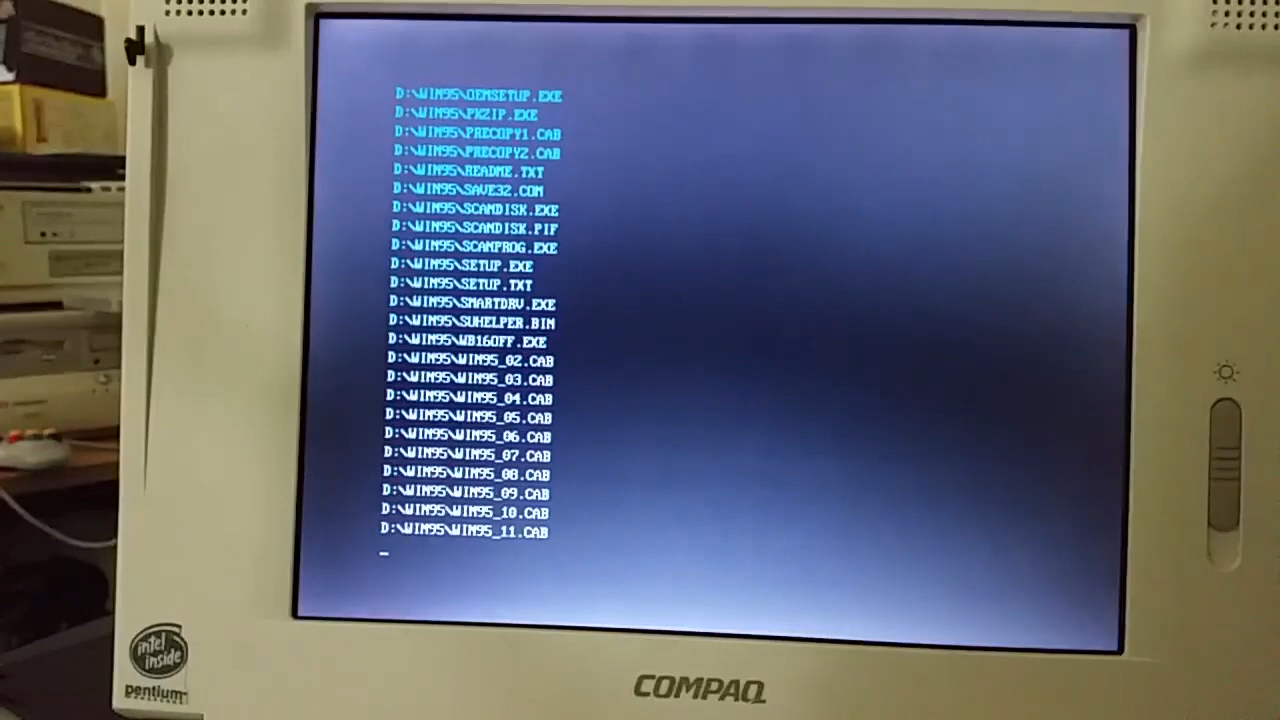 D:\WIN95\OEMSETUP.EXE
D:\WIN95\PKZIP.EXE
D:\WIN95\PRECOPY1.CAB
D:\WIN95\PRECOPY2.CAB
D:\WIN95\README.TXT
D:\WIN95\SAVE32.COM
D:\WIN95\SCANDISK.EXE
D:\WIN95\SCANDISK.PIF
D:\WIN95\SCANPROG.EXE
D:\WIN95\SETUP.EXE
D:\WIN95\SETUP.TXT
D:\WIN95\SMARTDRV.EXE
D:\WIN95\SUHELPER.BIN
D:\WIN95\WB16OFF.EXE
D:\WIN95\WIN95_02.CAB
D:\WIN95\WIN95_03.CAB
D:\WIN95\WIN95_04.CAB
D:\WIN95\WIN95_05.CAB
D:\WIN95\WIN95_06.CAB
D:\WIN95\WIN95_07.CAB
D:\WIN95\WIN95_08.CAB
D:\WIN95\WIN95_09.CAB
D:\WIN95\WIN95_10.CAB
D:\WIN95\WIN95_11.CAB
_
intel
inside
pentium
COMPAQ